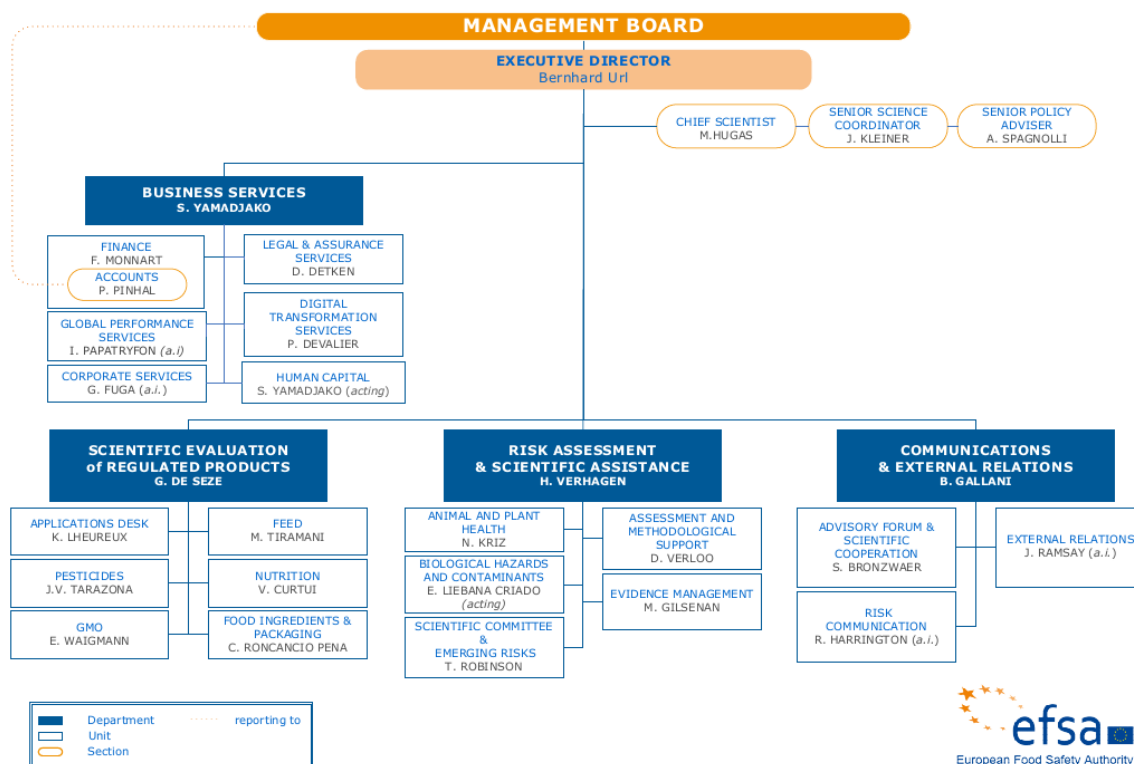 MANAGEMENT BOARD
EXECUTIVE DIRECTOR
Bernhard Url
CHIEF SCIENTIST
M.HUGAS
SENIOR SCIENCE
COORDINATOR
J. KLEINER
SENIOR POLICY
ADVISER
A. SPAGNOLLI
BUSINESS SERVICES
S. YAMADJAKO
FINANCE
F. MONNART
ACCOUNTS
P. PINHAL
LEGAL & ASSURANCE
SERVICES
D. DETKEN
GLOBAL PERFORMANCE
SERVICES
I. PAPATRYFON (a.i)
DIGITAL
TRANSFORMATION
SERVICES
P. DEVALIER
CORPORATE SERVICES
G. FUGA (a.i.)
HUMAN CAPITAL
S. YAMADJAKO (acting)
SCIENTIFIC EVALUATION
of REGULATED PRODUCTS
G. DE SEZE
APPLICATIONS DESK
K. LHEUREUX
FEED
M. TIRAMANI
PESTICIDES
J.V. TARAZONA
NUTRITION
V. CURTUI
GMO
E. WAIGMANN
FOOD INGREDIENTS &
PACKAGING
C. RONCANCIO PENA
RISK ASSESSMENT
& SCIENTIFIC ASSISTANCE
H. VERHAGEN
ANIMAL AND PLANT
HEALTH
N. KRIZ
ASSESSMENT AND
METHODOLOGICAL
SUPPORT
D. VERLOO
BIOLOGICAL HAZARDS
AND CONTAMINANTS
E. LIEBANA CRIADO
(acting)
EVIDENCE MANAGEMENT
M. GILSENAN
SCIENTIFIC COMMITTEE
&
EMERGING RISKS
T. ROBINSON
COMMUNICATIONS
& EXTERNAL RELATIONS
B. GALLANI
ADVISORY FORUM &
SCIENTIFIC
COOPERATION
S. BRONZWAER
EXTERNAL RELATIONS
J. RAMSAY (a.i.)
RISK
COMMUNICATION
R. HARRINGTON (a.i.)
Department
reporting to
Unit
Section
efsa
European Food Safety Authority